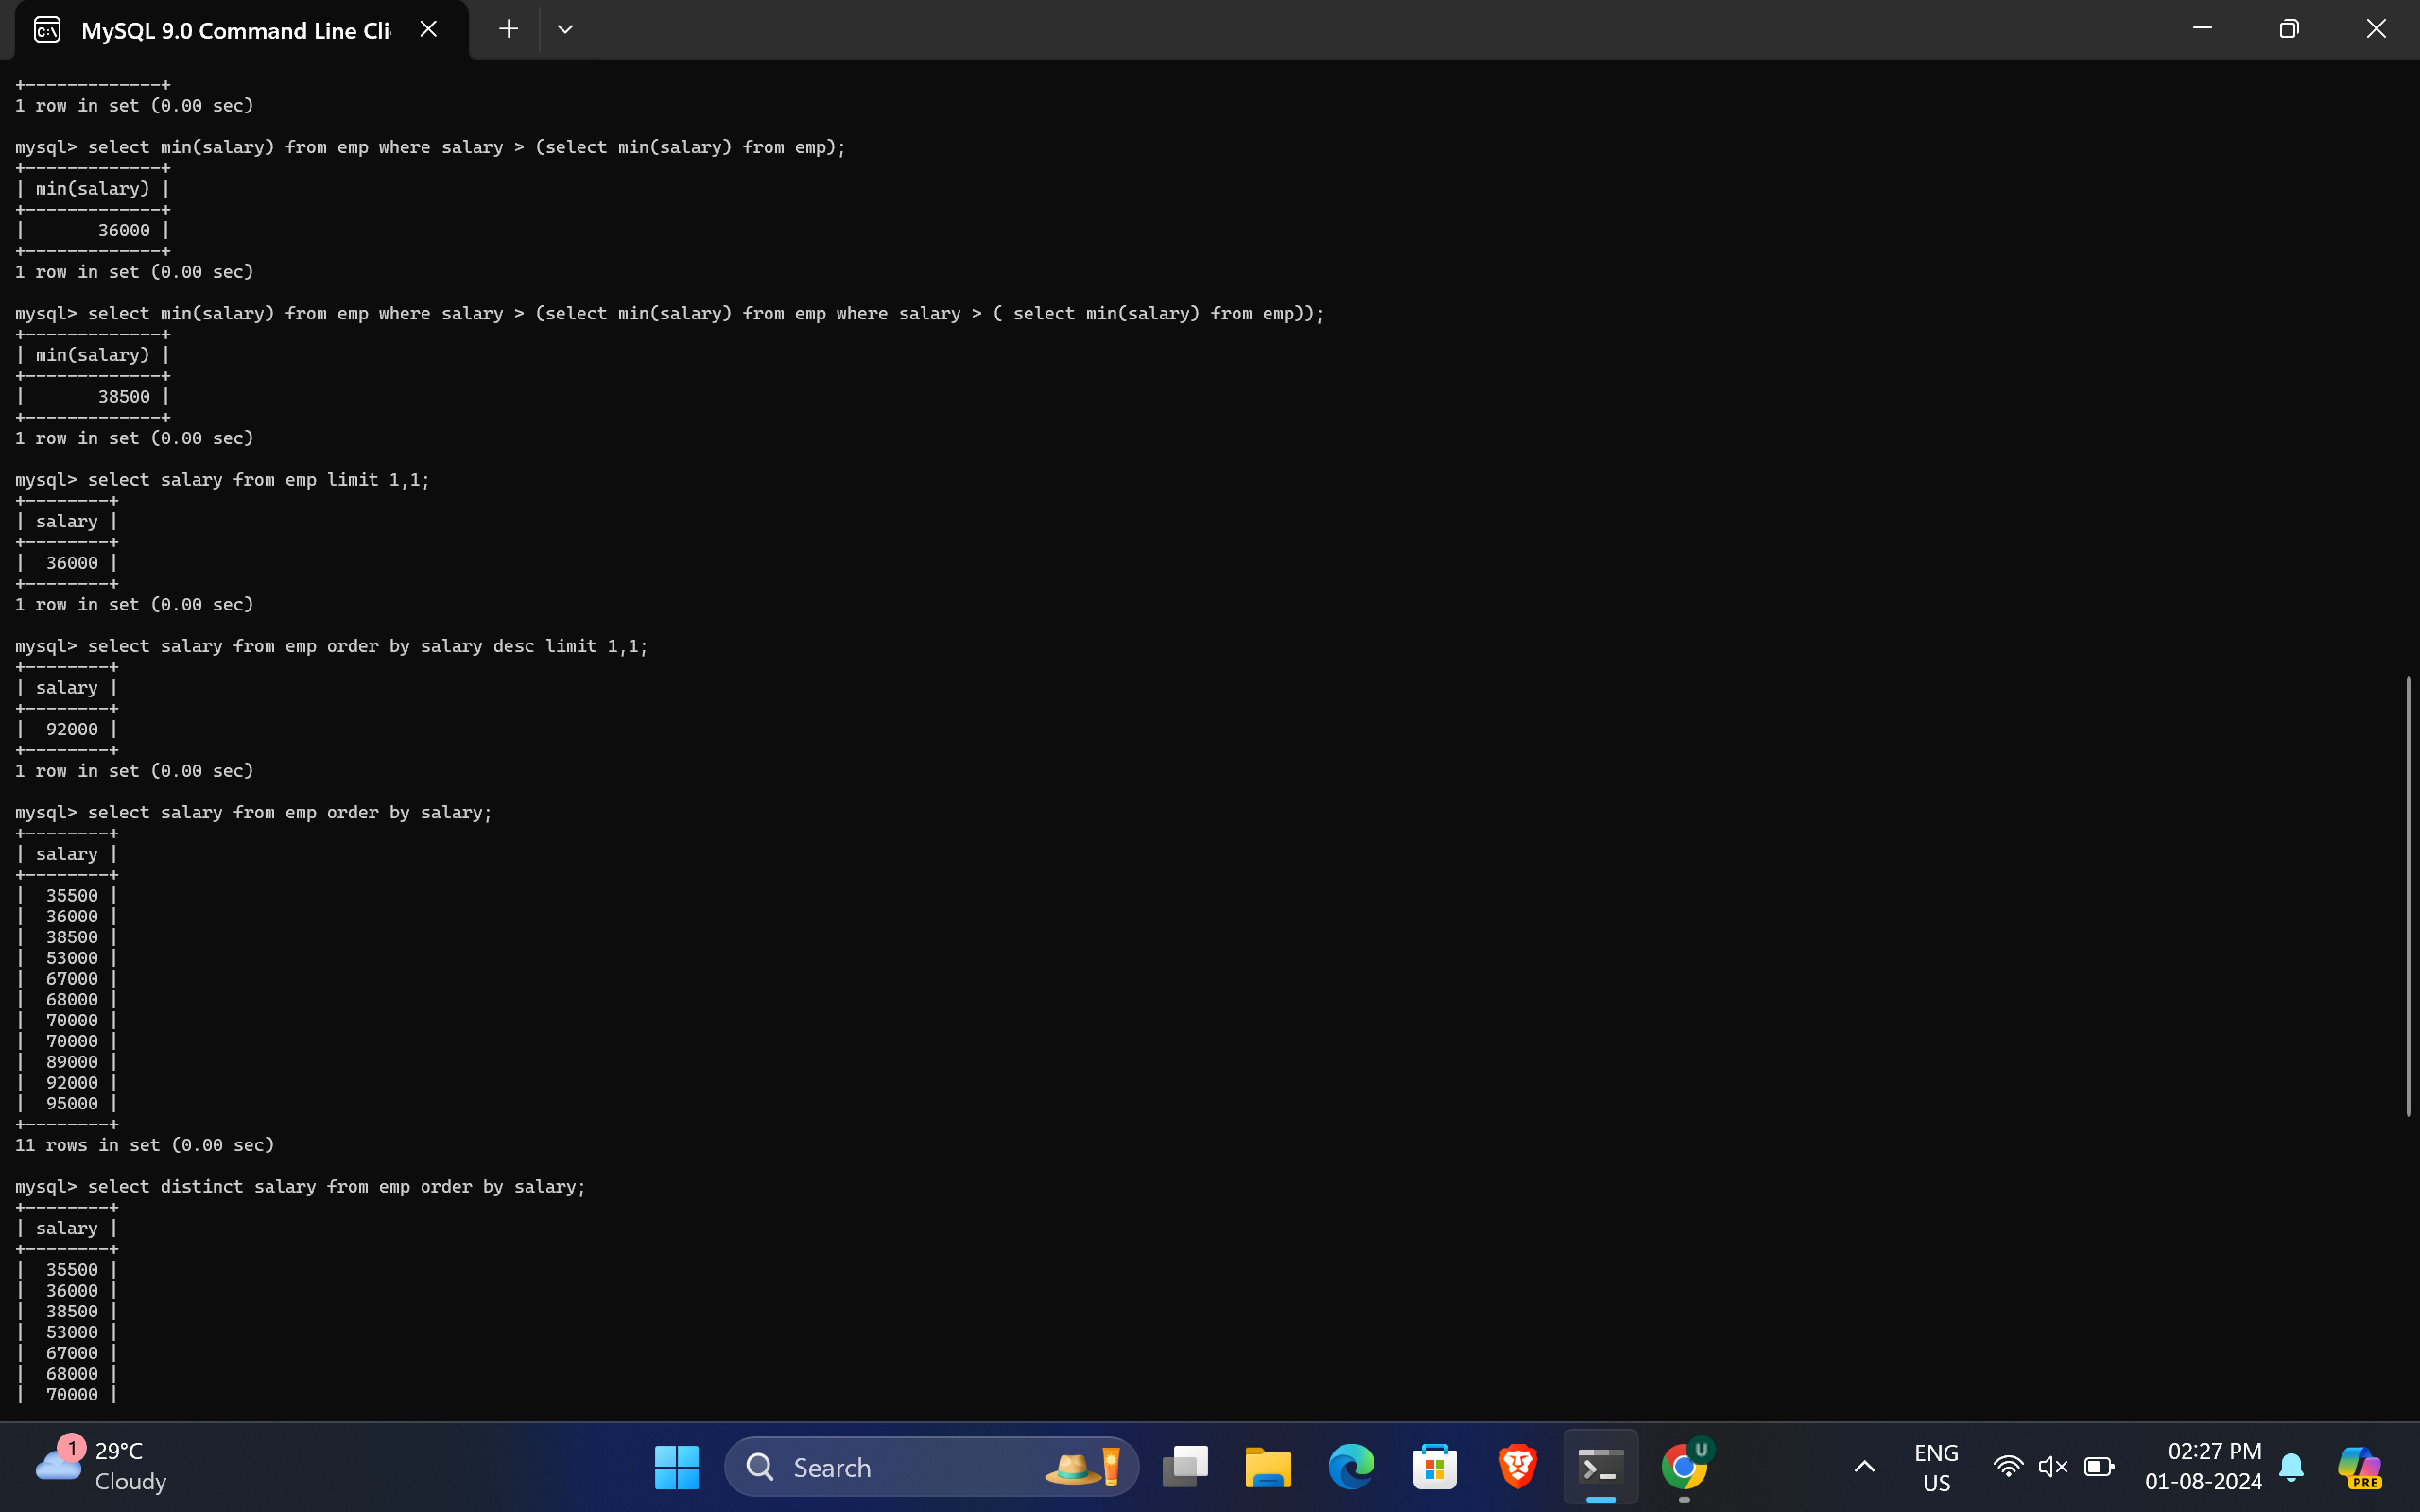 MySQL 9.0 Command Line Cli
+-------------+
1 row in set (0.00 sec)
mysql> select min(salary) from emp where salary > (select min(salary) from emp);
+-------------+
| min(salary) |
+-------------+
|       36000 |
+-------------+
1 row in set (0.00 sec)
mysql> select min(salary) from emp where salary > (select min(salary) from emp where salary > ( select min(salary) from emp));
+-------------+
| min(salary) |
+-------------+
|       38500 |
+-------------+
1 row in set (0.00 sec)
mysql> select salary from emp limit 1,1;
+--------+
| salary |
+--------+
|  36000 |
+--------+
1 row in set (0.00 sec)
mysql> select salary from emp order by salary desc limit 1,1;
+--------+
| salary |
+--------+
|  92000 |
+--------+
1 row in set (0.00 sec)
mysql> select salary from emp order by salary;
+--------+
| salary |
+--------+
|  35500 |
|  36000 |
|  38500 |
|  53000 |
|  67000 |
|  68000 |
|  70000 |
|  70000 |
|  89000 |
|  92000 |
|  95000 |
+--------+
11 rows in set (0.00 sec)
mysql> select distinct salary from emp order by salary;
+--------+
| salary |
+--------+
|  35500 |
|  36000 |
|  38500 |
|  53000 |
|  67000 |
|  68000 |
|  70000 |
1
29°C
Cloudy
Search
U
ENG
US
02:27 PM
01-08-2024
PRE